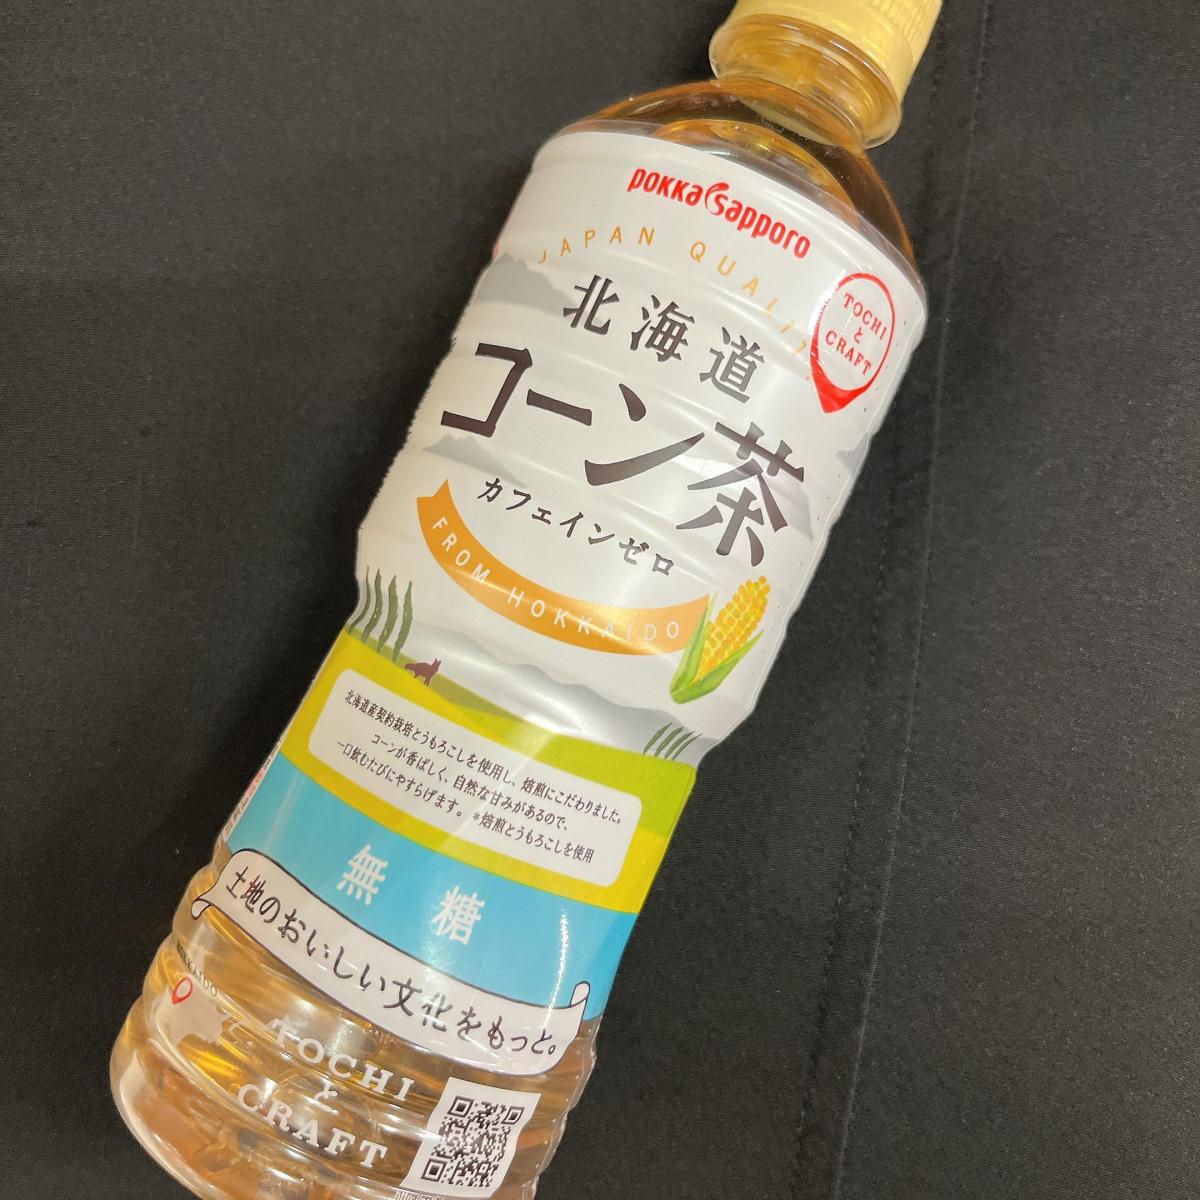 pokka sapporo
JAPAN QUALITY
TOCHI
と
CRAFT
北海道
コーン茶
カフェインゼロ
FROM HOKKAIDO
北海道産契約栽培とうもろこしを使用し、焙煎にこだわりました。
コーンが香ばしく、自然な甘みがあるので、
一口飲むたびにやすらげます。 *焙煎とうもろこしを使用
無糖
土地のおいしい文化をもっと。
HOKKAIDO
TOCHI
と
CRAFT